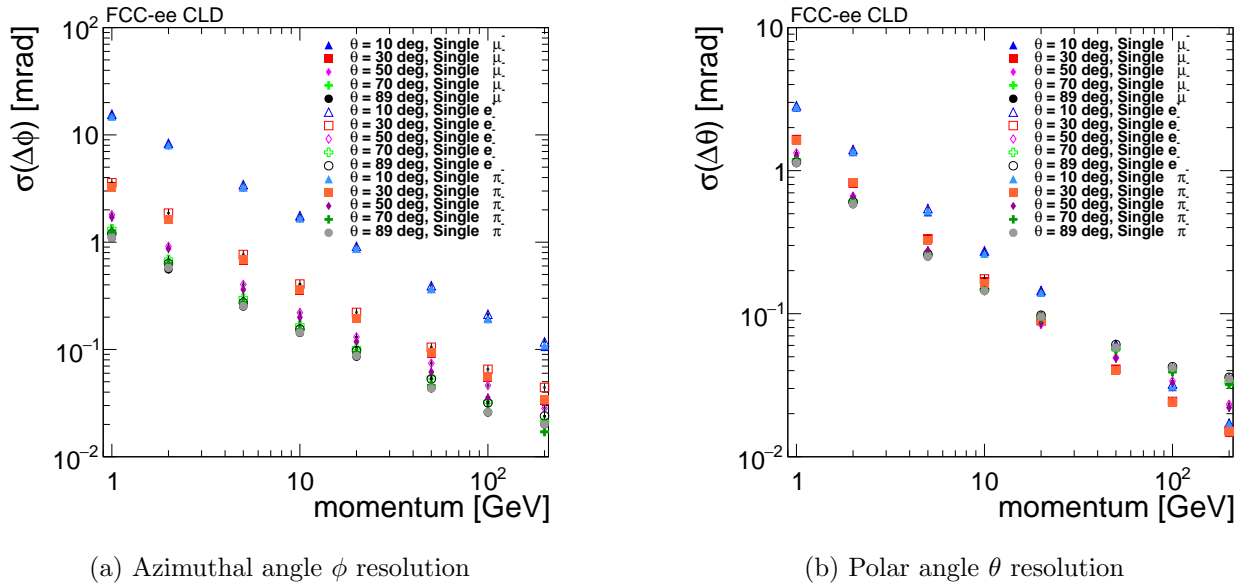 FCC-ee CLD
σ(Δϕ) [mrad]
10²
10
1
10⁻¹
10⁻²
θ = 10 deg, Single μ⁻
θ = 30 deg, Single μ⁻
θ = 50 deg, Single μ⁻
θ = 70 deg, Single μ⁻
θ = 89 deg, Single μ⁻
θ = 10 deg, Single e⁻
θ = 30 deg, Single e⁻
θ = 50 deg, Single e⁻
θ = 70 deg, Single e⁻
θ = 89 deg, Single e⁻
θ = 10 deg, Single π⁻
θ = 30 deg, Single π⁻
θ = 50 deg, Single π⁻
θ = 70 deg, Single π⁻
θ = 89 deg, Single π⁻
1 10 10²
momentum [GeV]
(a) Azimuthal angle ϕ resolution
FCC-ee CLD
σ(Δθ) [mrad]
10
1
10⁻¹
10⁻²
θ = 10 deg, Single μ⁻
θ = 30 deg, Single μ⁻
θ = 50 deg, Single μ⁻
θ = 70 deg, Single μ⁻
θ = 89 deg, Single μ⁻
θ = 10 deg, Single e⁻
θ = 30 deg, Single e⁻
θ = 50 deg, Single e⁻
θ = 70 deg, Single e⁻
θ = 89 deg, Single e⁻
θ = 10 deg, Single π⁻
θ = 30 deg, Single π⁻
θ = 50 deg, Single π⁻
θ = 70 deg, Single π⁻
θ = 89 deg, Single π⁻
1 10 10²
momentum [GeV]
(b) Polar angle θ resolution